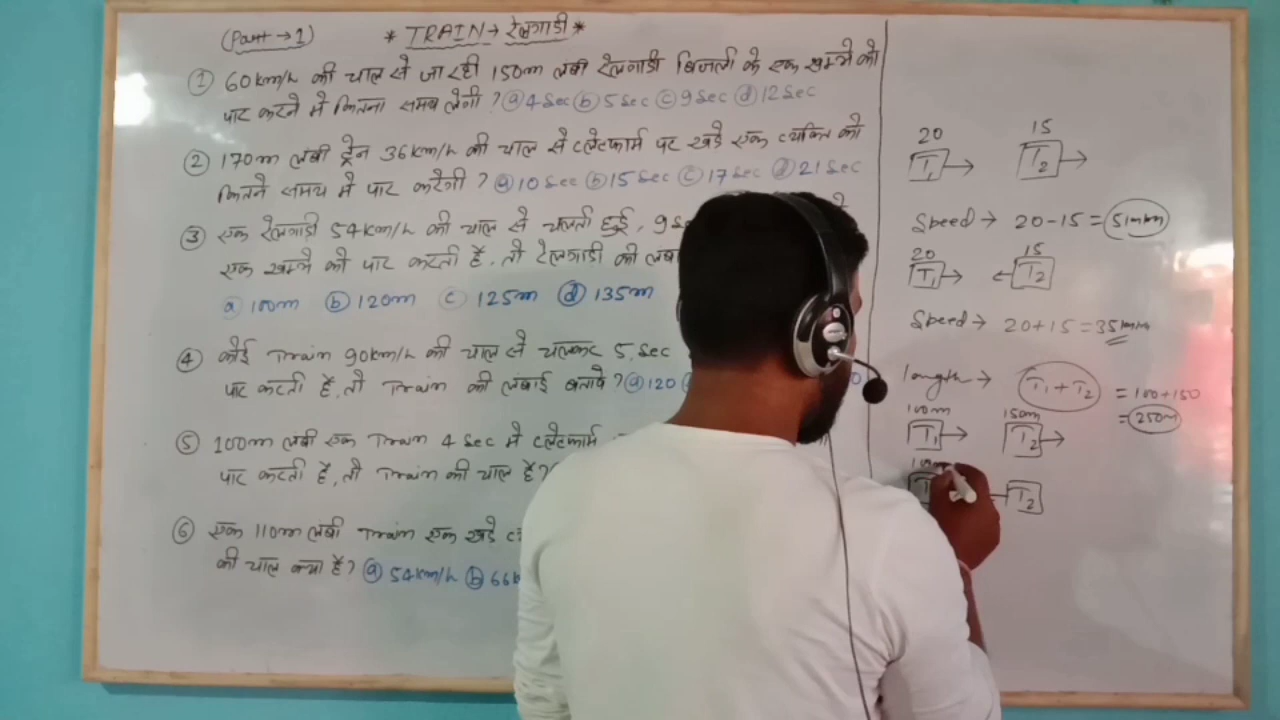 (Part → 1) * TRAIN → रेलगाडी *
① 60km/h की चाल से जा रही 150m लंबी रेलगाडी बिजली के एक खम्भे को
पार करने मे कितना समय लेगी ? ⓐ 4 Sec ⓑ 5 Sec ⓒ 9 Sec ⓓ 12 Sec
② 170m लंबी ट्रेन 36km/h की चाल से प्लेटफार्म पर खडे एक व्यक्ति को
कितने समय मे पार करेगी ? ⓐ 10 Sec ⓑ 15 Sec ⓒ 17 Sec ⓓ 21 Sec
③ एक रेलगाडी 54km/h की चाल से चलती हुई, 9 Se
एक खम्भे को पार करती है, तो रेलगाडी की लंबा
ⓐ 100m ⓑ 120m ⓒ 125m ⓓ 135m
④ कोई Train 90km/h की चाल से चलकर 5 Sec
पार करती है, तो Train की लंबाई बताये ? ⓐ 120
⑤ 100m लंबी एक Train 4 Sec मे प्लेटफार्म
पार करती है, तो Train की चाल है ?
⑥ एक 110m लंबी Train एक खडे
की चाल क्या है ? ⓐ 54km/h ⓑ 66k
20 15
T₁ → T₂ →
Speed → 20 - 15 = 5km
20 15
T₁ → ← T₂
Speed → 20 + 15 = 35km
length → T₁ + T₂ = 100 + 150
= 250m
100m 150m
T₁ → T₂ →
100m
T ← T₂